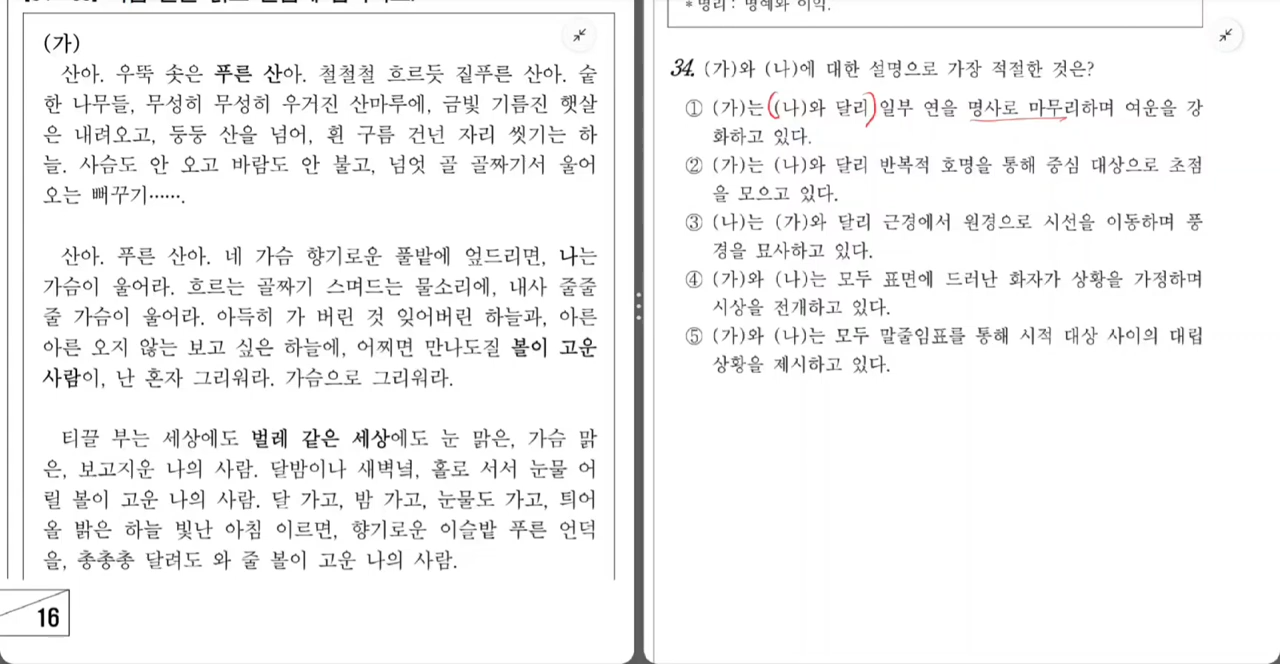 (가)
산아. 우뚝 솟은 푸른 산아. 철철철 흐르듯 짙푸른 산아. 숱
한 나무들, 무성히 무성히 우거진 산마루에, 금빛 기름진 햇살
은 내려오고, 둥둥 산을 넘어, 흰 구름 건넌 자리 씻기는 하
늘. 사슴도 안 오고 바람도 안 불고, 넘엇 골 골짜기서 울어
오는 뻐꾸기…….
산아. 푸른 산아. 네 가슴 향기로운 풀밭에 엎드리면, 나는
가슴이 울어라. 흐르는 골짜기 스며드는 물소리에, 내사 줄줄
줄 가슴이 울어라. 아득히 가 버린 것 잊어버린 하늘과, 아른
아른 오지 않는 보고 싶은 하늘에, 어찌면 만나도질 볼이 고운
사람이, 난 혼자 그리워라. 가슴으로 그리워라.
티끌 부는 세상에도 벌레 같은 세상에도 눈 맑은, 가슴 맑
은, 보고지운 나의 사람. 달밤이나 새벽녘, 홀로 서서 눈물 어
릴 볼이 고운 나의 사람. 달 가고, 밤 가고, 눈물도 가고, 틔어
올 밝은 하늘 빛난 아침 이르면, 향기로운 이슬밭 푸른 언덕
을, 총총총 달려도 와 줄 볼이 고운 나의 사람.
16
* 명리 : 명예와 이익.
34. (가)와 (나)에 대한 설명으로 가장 적절한 것은?
① (가)는 (나)와 달리 일부 연을 명사로 마무리하며 여운을 강
화하고 있다.
② (가)는 (나)와 달리 반복적 호명을 통해 중심 대상으로 초점
을 모으고 있다.
③ (나)는 (가)와 달리 근경에서 원경으로 시선을 이동하며 풍
경을 묘사하고 있다.
④ (가)와 (나)는 모두 표면에 드러난 화자가 상황을 가정하며
시상을 전개하고 있다.
⑤ (가)와 (나)는 모두 말줄임표를 통해 시적 대상 사이의 대립
상황을 제시하고 있다.